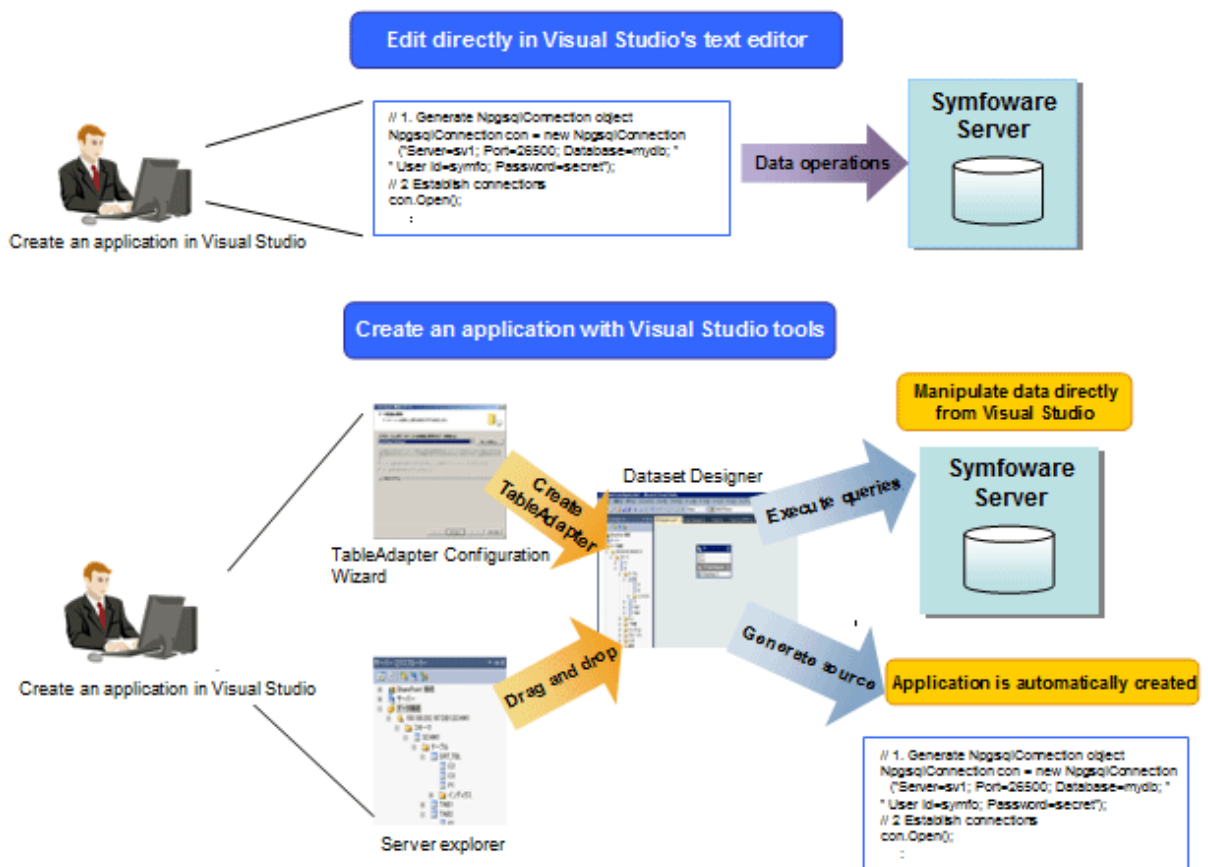 Edit directly in Visual Studio's text editor
// 1. Generate NpgsqlConnection object
NpgsqlConnection con = new NpgsqlConnection
("Server=sv1; Port=26500; Database=mydb; "
" User Id=symfo; Password=secret");
// 2 Establish connections
con.Open();
:
Data operations
Symfoware
Server
Create an application in Visual Studio
Create an application with Visual Studio tools
Manipulate data directly
from Visual Studio
Symfoware
Server
Create
TableAdapter
Dataset Designer
Execute queries
TableAdapter Configuration
Wizard
Create an application in Visual Studio
Drag and drop
Generate source
Application is automatically created
Server explorer
// 1. Generate NpgsqlConnection object
NpgsqlConnection con = new NpgsqlConnection
("Server=sv1; Port=26500; Database=mydb; "
" User Id=symfo; Password=secret");
// 2 Establish connections
con.Open();
: